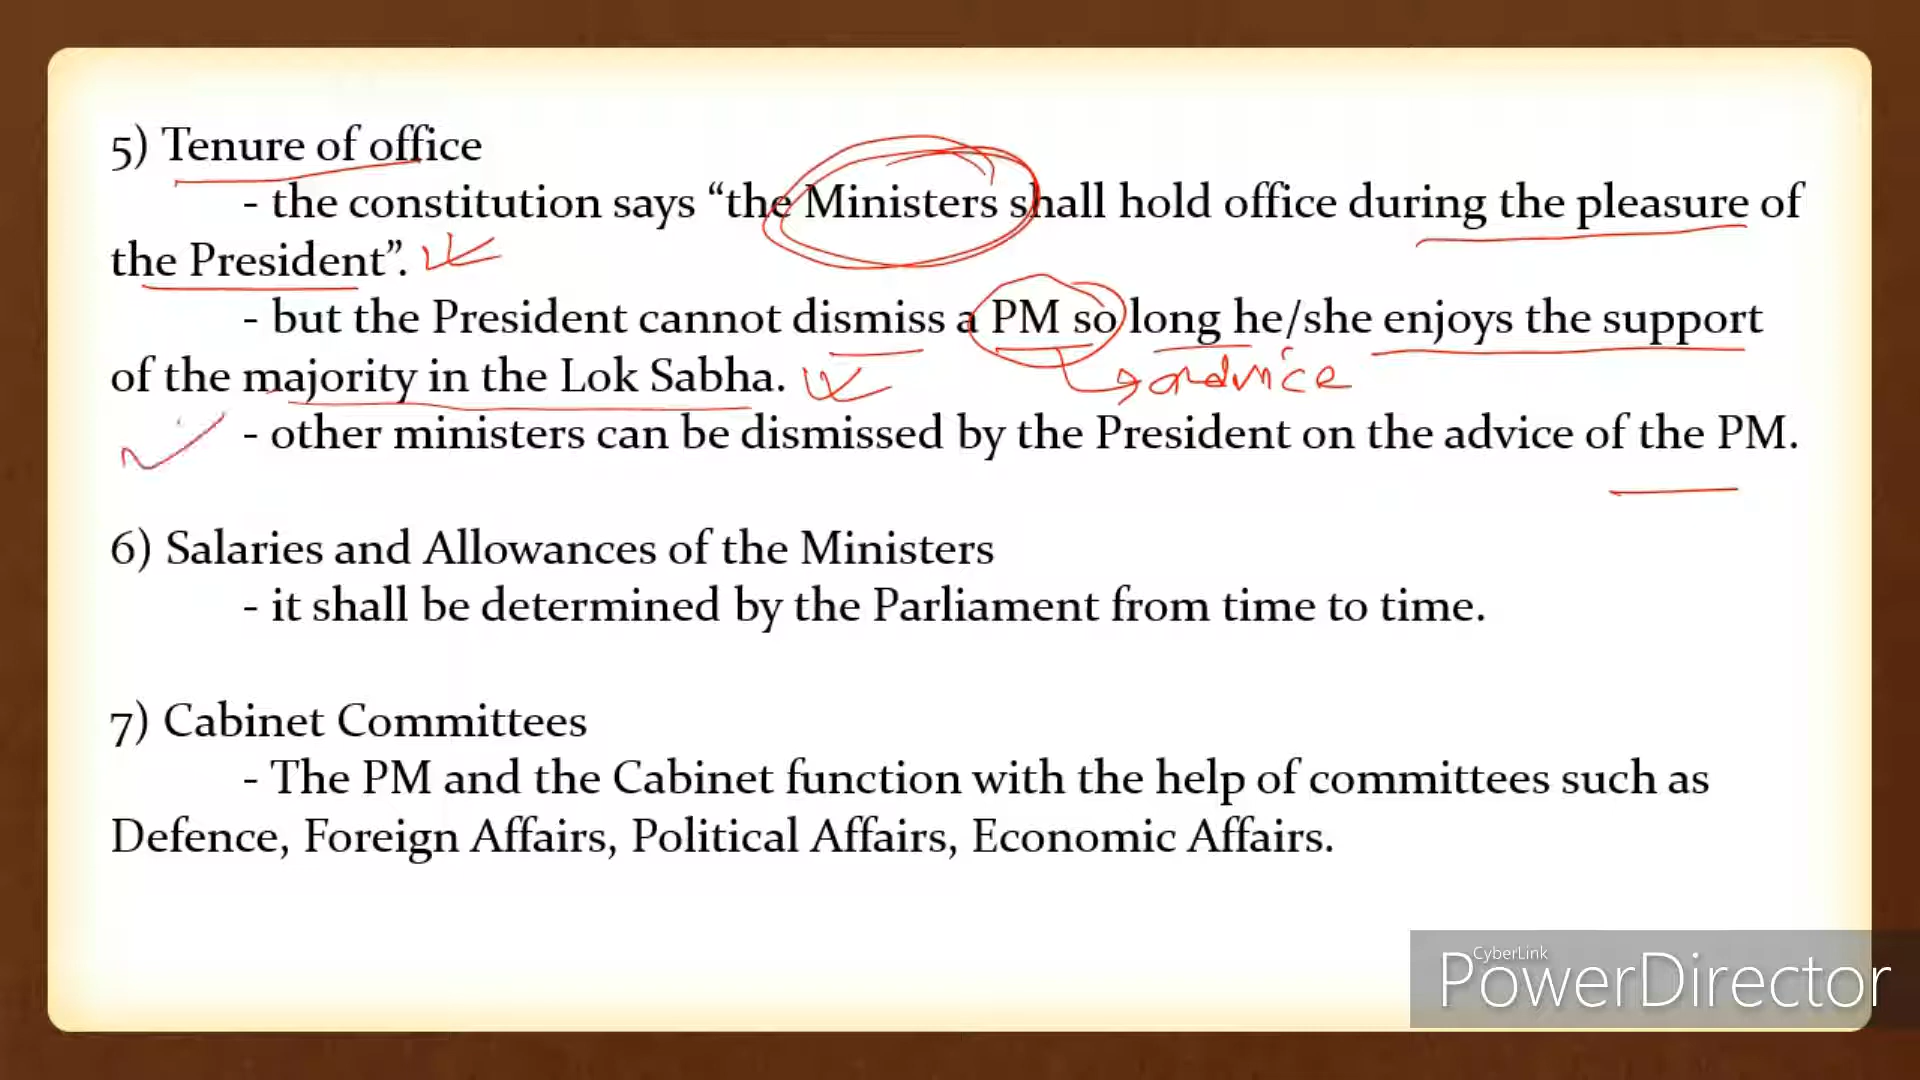 5) Tenure of office
- the constitution says “the Ministers shall hold office during the pleasure of
the President”.
- but the President cannot dismiss a PM so long he/she enjoys the support
of the majority in the Lok Sabha.
advice
- other ministers can be dismissed by the President on the advice of the PM.
6) Salaries and Allowances of the Ministers
- it shall be determined by the Parliament from time to time.
7) Cabinet Committees
- The PM and the Cabinet function with the help of committees such as
Defence, Foreign Affairs, Political Affairs, Economic Affairs.
CyberLink
PowerDirector